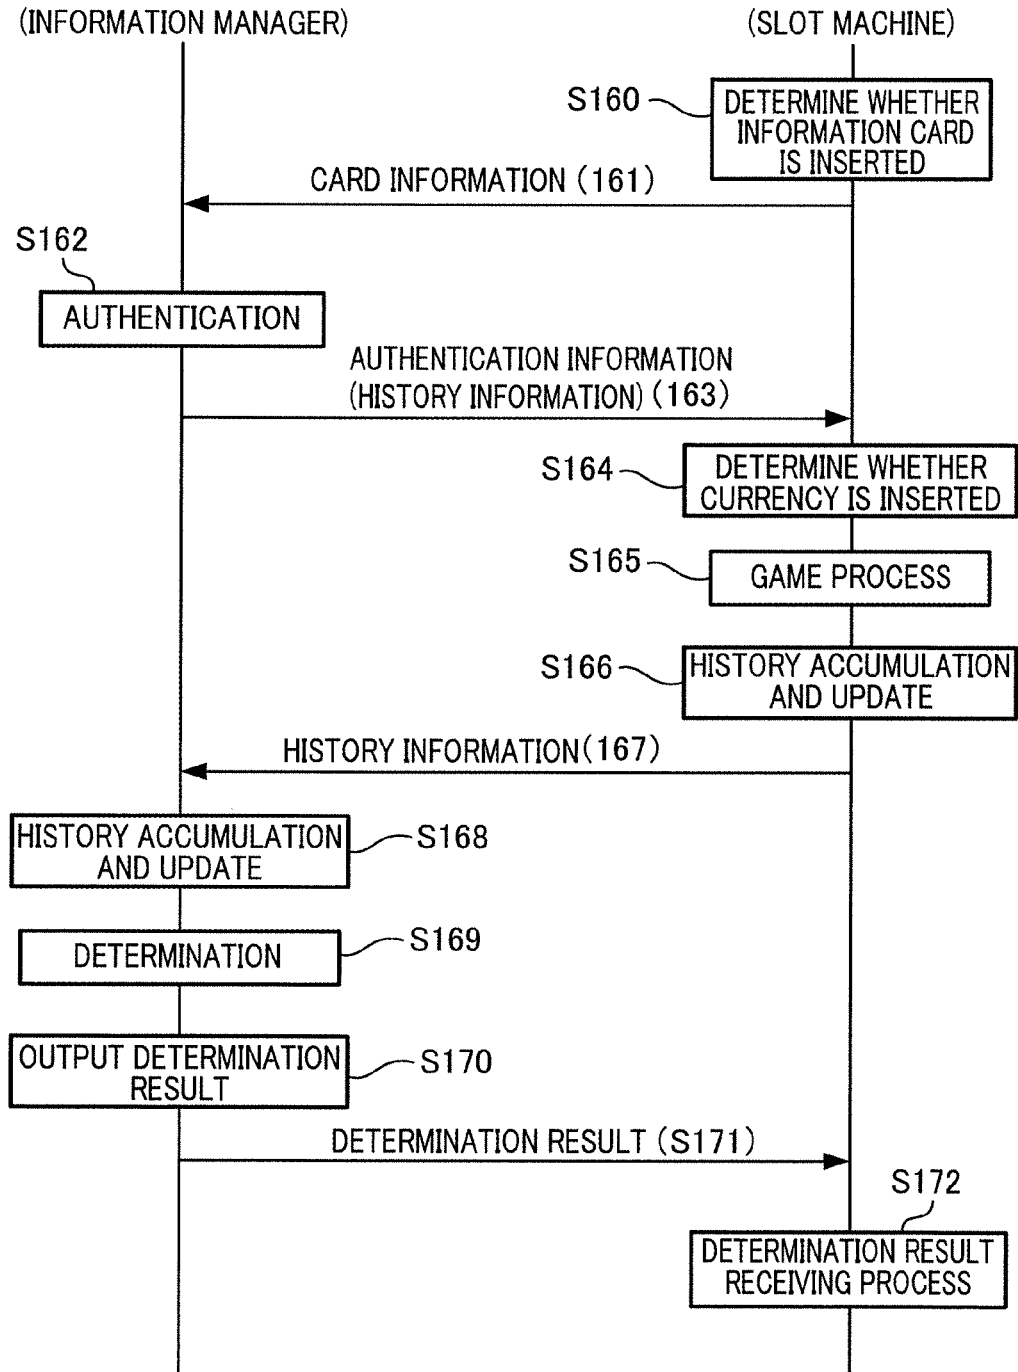 (INFORMATION MANAGER)
(SLOT MACHINE)
S160
DETERMINE WHETHER
INFORMATION CARD
IS INSERTED
CARD INFORMATION (161)
S162
AUTHENTICATION
AUTHENTICATION INFORMATION
(HISTORY INFORMATION) (163)
S164
DETERMINE WHETHER
CURRENCY IS INSERTED
S165
GAME PROCESS
S166
HISTORY ACCUMULATION
AND UPDATE
HISTORY INFORMATION(167)
HISTORY ACCUMULATION
AND UPDATE
S168
DETERMINATION
S169
OUTPUT DETERMINATION
RESULT
S170
DETERMINATION RESULT (S171)
S172
DETERMINATION RESULT
RECEIVING PROCESS